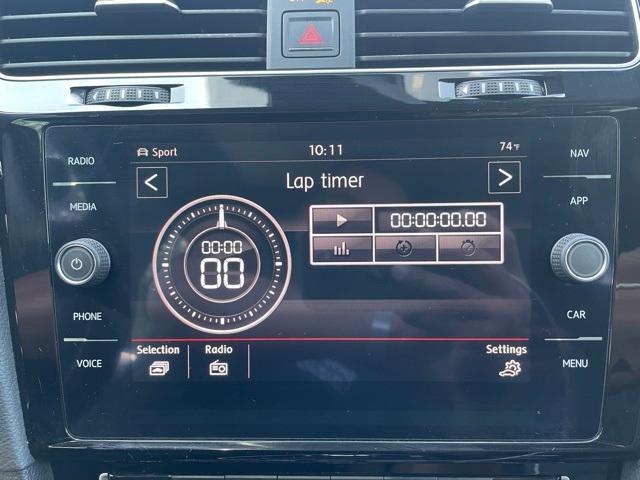 Sport 10:11 74°F
RADIO
MEDIA
PHONE
VOICE
Lap timer
00:00
00
00:00:00.00
Selection Radio Settings
NAV
APP
CAR
MENU